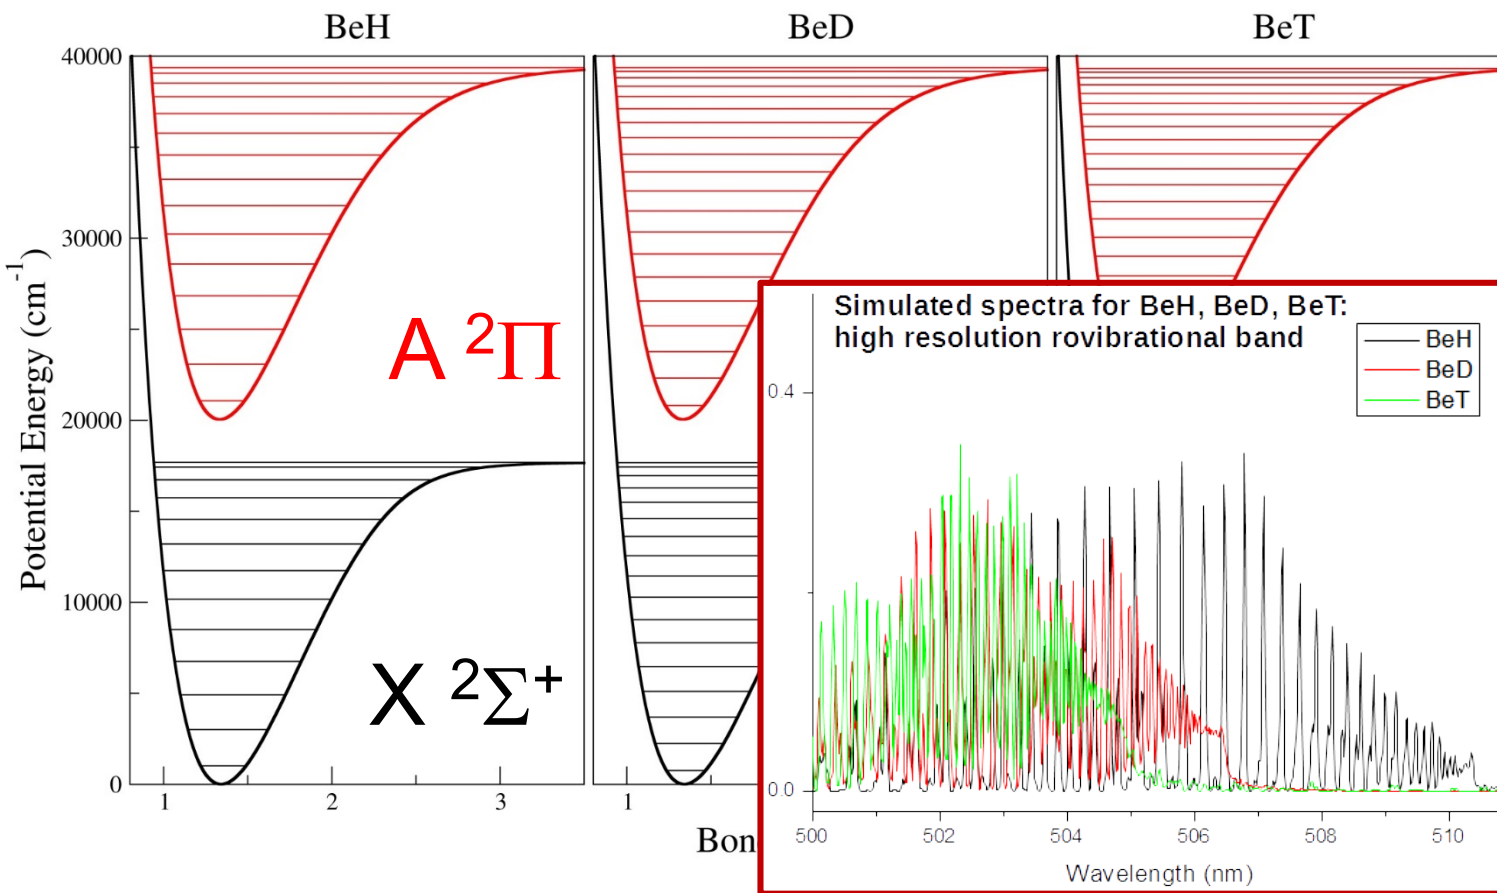 BeH
BeD
BeT
40000
30000
20000
10000
0
Potential Energy (cm-1)
A 2Π
X 2Σ+
1
2
3
1
Simulated spectra for BeH, BeD, BeT:
high resolution rovibrational band
BeH
BeD
BeT
0.4
0.0
500
502
504
506
508
510
Wavelength (nm)